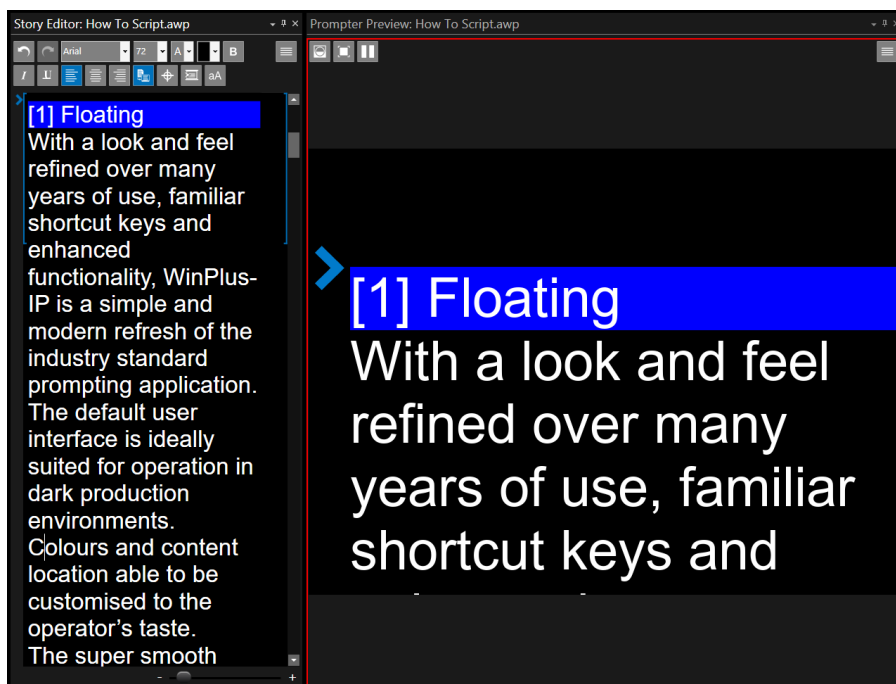 Story Editor: How To Script.awp
Arial
72
A
B
I
U
aA
[1] Floating
With a look and feel
refined over many
years of use, familiar
shortcut keys and
enhanced
functionality, WinPlus-
IP is a simple and
modern refresh of the
industry standard
prompting application.
The default user
interface is ideally
suited for operation in
dark production
environments.
Colours and content
location able to be
customised to the
operator’s taste.
The super smooth
- +
Prompter Preview: How To Script.awp
[1] Floating
With a look and feel
refined over many
years of use, familiar
shortcut keys and